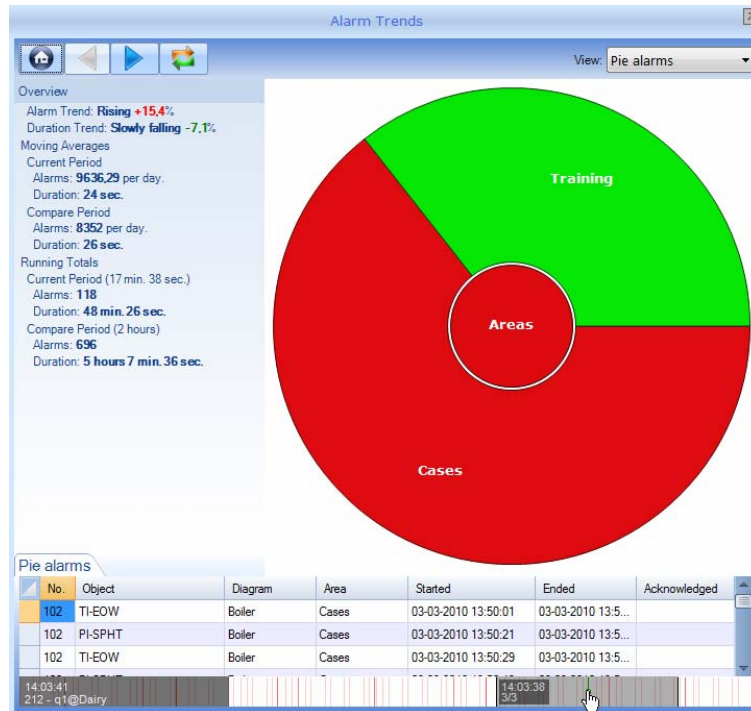 Alarm Trends
View: Pie alarms
Overview
Alarm Trend: Rising +15,4%
Duration Trend: Slowly falling -7,1%
Moving Averages
Current Period
Alarms: 9636,29 per day.
Duration: 24 sec.
Compare Period
Alarms: 8352 per day.
Duration: 26 sec.
Running Totals
Current Period (17 min. 38 sec.)
Alarms: 118
Duration: 48 min. 26 sec.
Compare Period (2 hours)
Alarms: 696
Duration: 5 hours 7 min. 36 sec.
Training
Areas
Cases
Pie alarms
No. Object Diagram Area Started Ended Acknowledged
102 TI-EOW Boiler Cases 03-03-2010 13:50:01 03-03-2010 13:5...
102 PI-SPHT Boiler Cases 03-03-2010 13:50:21 03-03-2010 13:5...
102 TI-EOW Boiler Cases 03-03-2010 13:50:29 03-03-2010 13:5...
14:03:41 14:03:38
212 - q1@Dairy 3/3